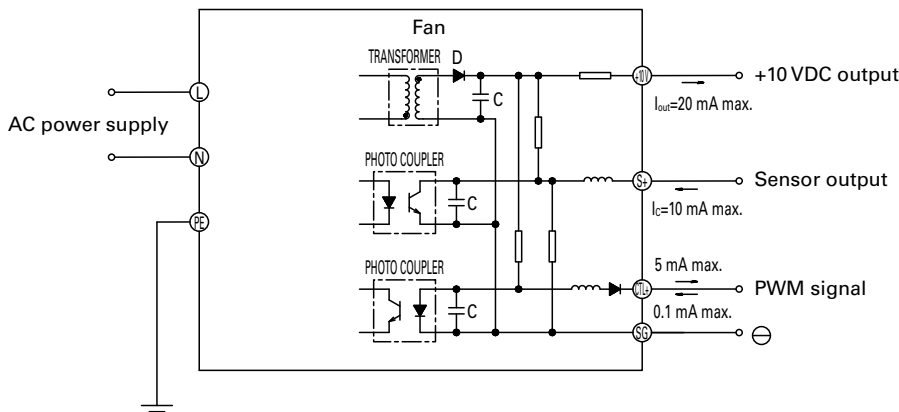 Fan
TRANSFORMER
D
C
+10V
+10 VDC output
Iout=20 mA max.
L
AC power supply
N
PHOTO COUPLER
C
S+
Sensor output
IC=10 mA max.
PE
PHOTO COUPLER
C
5 mA max.
CTL+
PWM signal
0.1 mA max.
SG
⊖